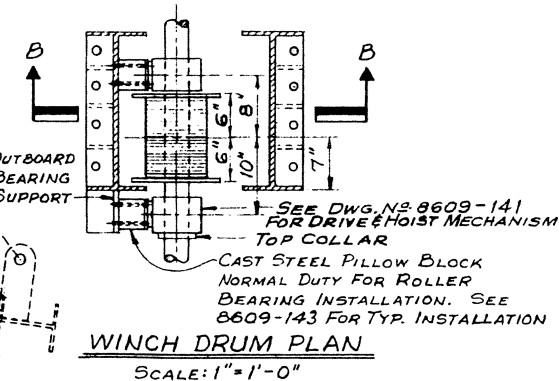 B
B
6"
8"
6"
10"
7"
OUTBOARD
BEARING
SUPPORT
SEE DWG. Nº 8609-141
FOR DRIVE & HOIST MECHANISM
TOP COLLAR
CAST STEEL PILLOW BLOCK
NORMAL DUTY FOR ROLLER
BEARING INSTALLATION. SEE
8609-143 FOR TYP. INSTALLATION
WINCH DRUM PLAN
SCALE: 1" = 1'-0"